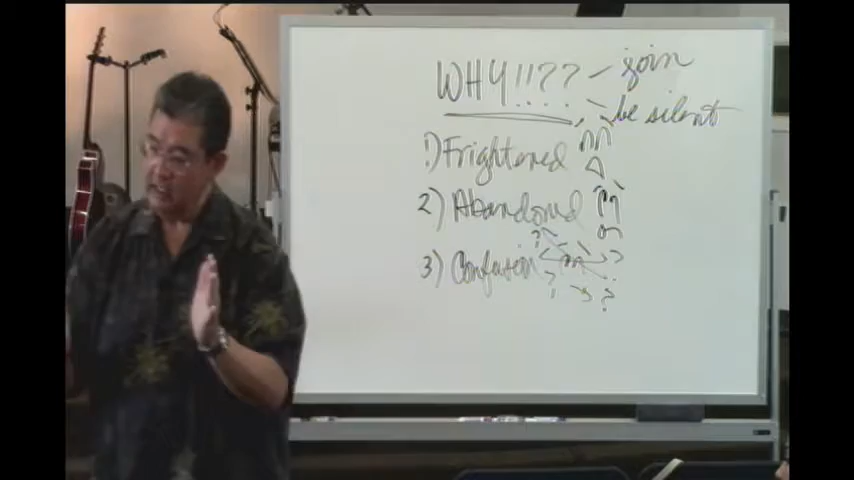 WHY!!?? – join
– be silent
1) Frightened
2) Abandoned
3) Confusion
? ? ? ?